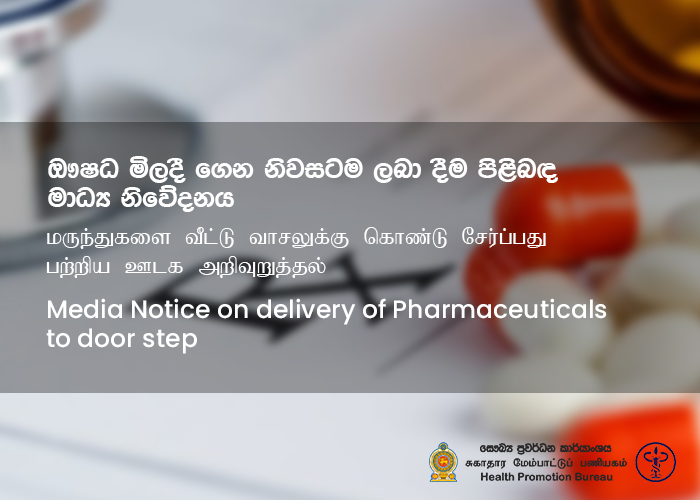 ඖෂධ මිලදී ගෙන නිවසටම ලබා දීම පිළිබඳ
මාධ්‍ය නිවේදනය
மருந்துகளை வீட்டு வாசலுக்கு கொண்டு சேர்ப்பது
பற்றிய ஊடக அறிவுறுத்தல்
Media Notice on delivery of Pharmaceuticals
to door step
සෞඛ්‍ය ප්‍රවර්ධන කාර්යාංශය
சுகாதார மேம்பாட்டுப் பணியகம்
Health Promotion Bureau